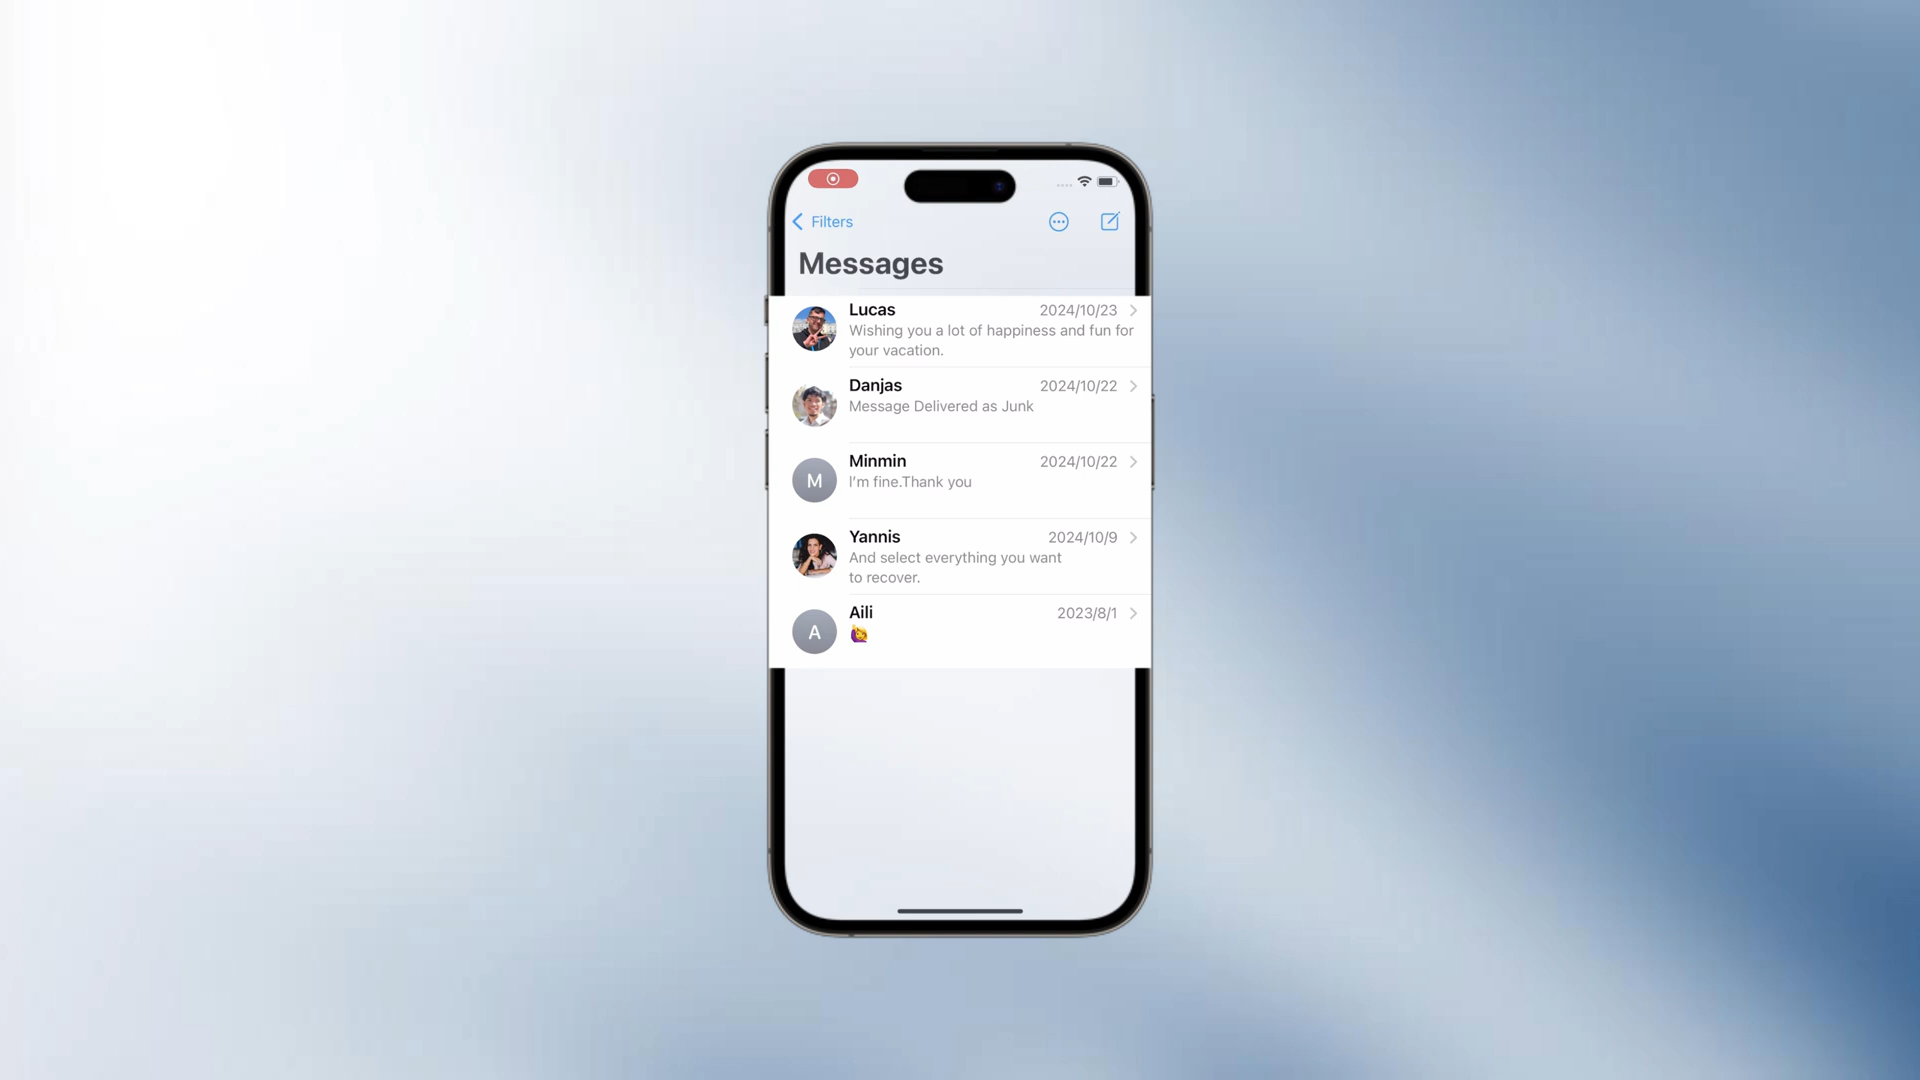 Filters
Messages
Lucas 2024/10/23
Wishing you a lot of happiness and fun for
your vacation.
Danjas 2024/10/22
Message Delivered as Junk
M
Minmin 2024/10/22
I'm fine.Thank you
Yannis 2024/10/9
And select everything you want
to recover.
A
Aili 2023/8/1
🙋‍♀️